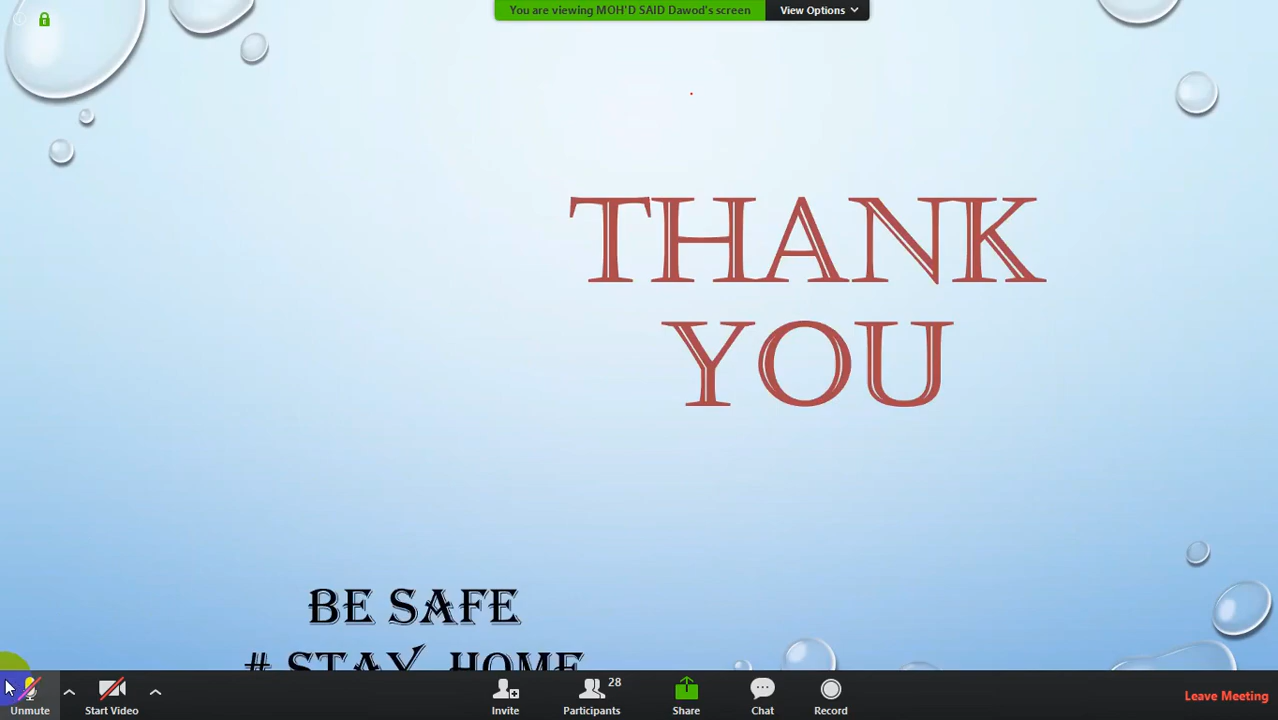 You are viewing MOH'D SAID Dawod's screen View Options
THANK
YOU
BE SAFE
# STAY HOME
Unmute Start Video Invite Participants 28 Share Chat Record Leave Meeting